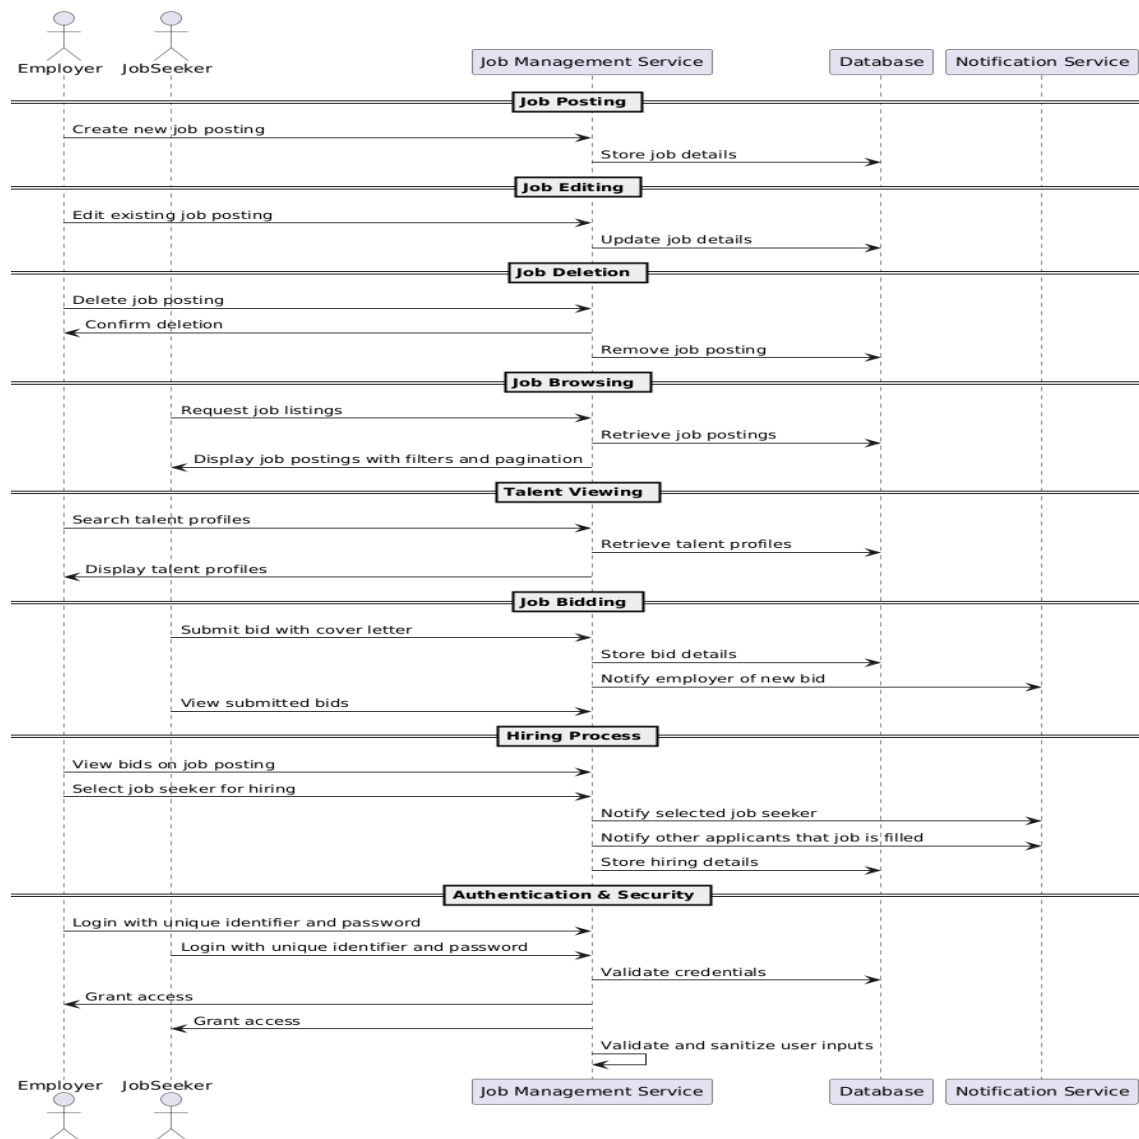 Employer JobSeeker Job Management Service Database Notification Service
Job Posting
Create new job posting
Store job details
Job Editing
Edit existing job posting
Update job details
Job Deletion
Delete job posting
Confirm deletion
Remove job posting
Job Browsing
Request job listings
Retrieve job postings
Display job postings with filters and pagination
Talent Viewing
Search talent profiles
Retrieve talent profiles
Display talent profiles
Job Bidding
Submit bid with cover letter
Store bid details
Notify employer of new bid
View submitted bids
Hiring Process
View bids on job posting
Select job seeker for hiring
Notify selected job seeker
Notify other applicants that job is filled
Store hiring details
Authentication & Security
Login with unique identifier and password
Login with unique identifier and password
Validate credentials
Grant access
Grant access
Validate and sanitize user inputs
Employer JobSeeker Job Management Service Database Notification Service